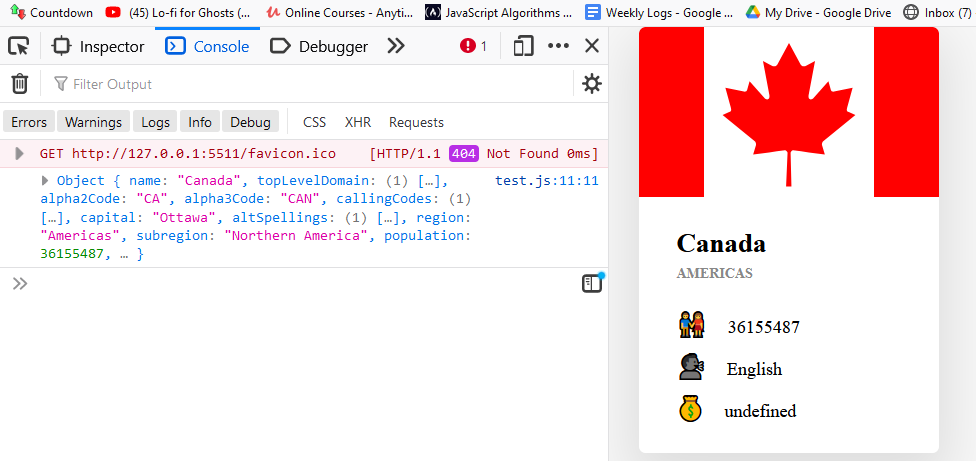 Countdown (45) Lo-fi for Ghosts (... Online Courses - Anyti... JavaScript Algorithms ... Weekly Logs - Google ... My Drive - Google Drive Inbox (7)
Inspector Console Debugger 1
Filter Output
Errors Warnings Logs Info Debug CSS XHR Requests
GET http://127.0.0.1:5511/favicon.ico [HTTP/1.1 404 Not Found 0ms]
Object { name: "Canada", topLevelDomain: (1) […], test.js:11:11
alpha2Code: "CA", alpha3Code: "CAN", callingCodes: (1)
[…], capital: "Ottawa", altSpellings: (1) […], region:
"Americas", subregion: "Northern America", population:
36155487, … }
Canada
AMERICAS
36155487
English
undefined